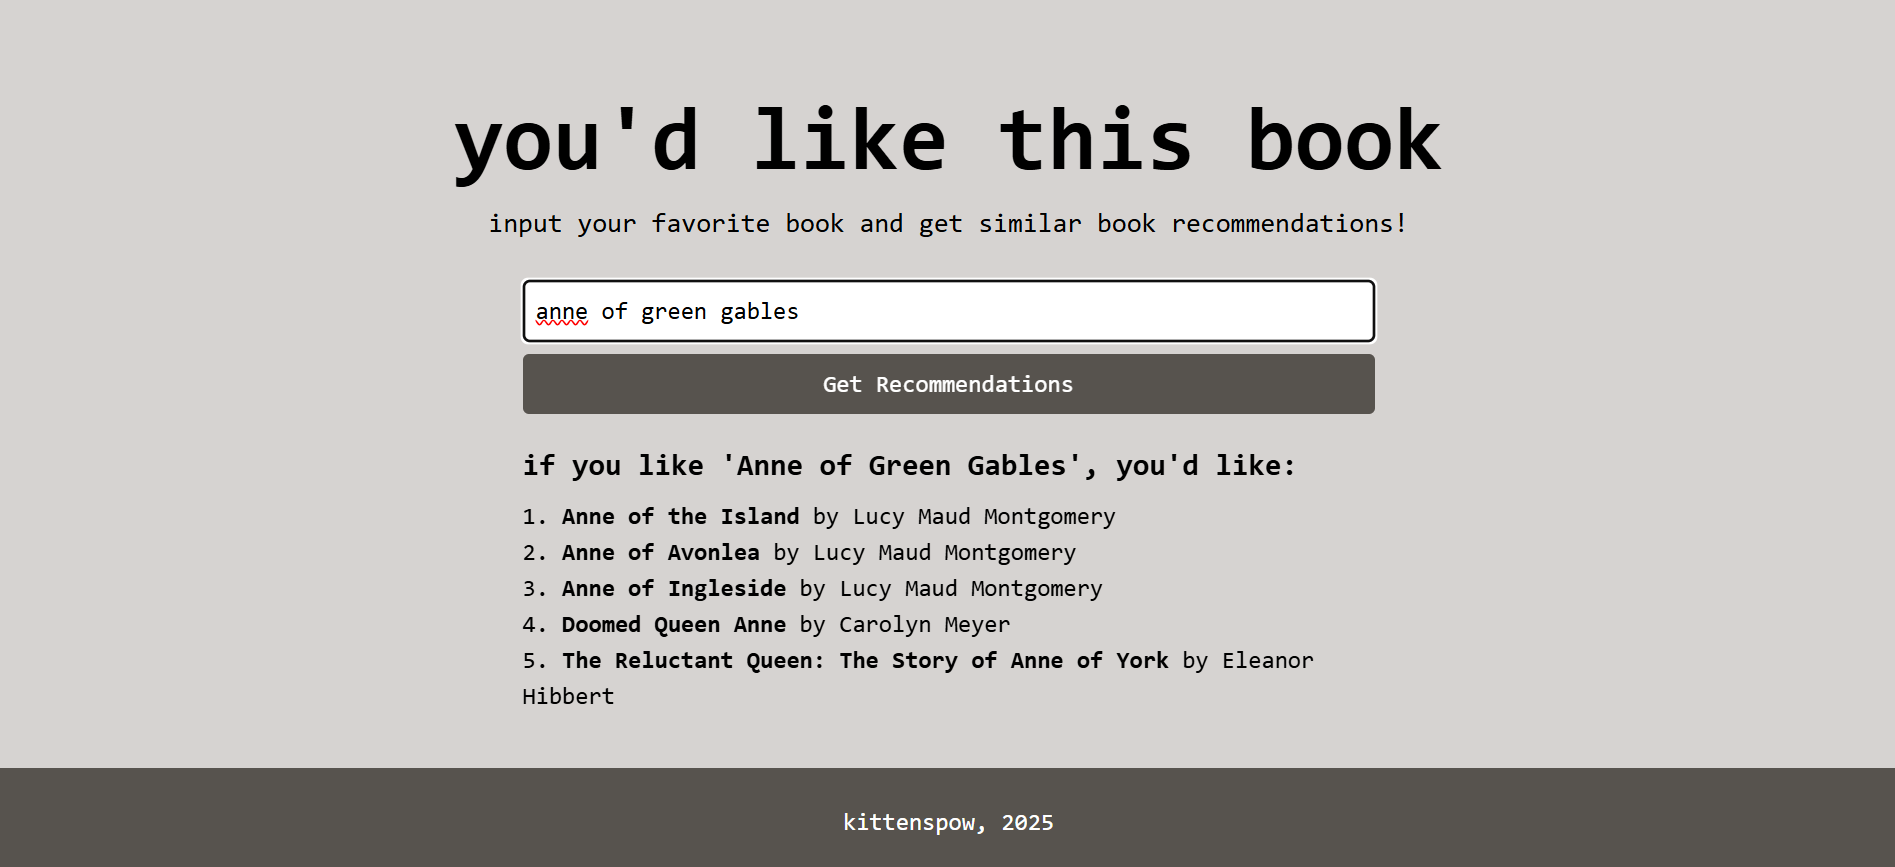 you'd like this book
input your favorite book and get similar book recommendations!
anne of green gables
Get Recommendations
if you like 'Anne of Green Gables', you'd like:
1. Anne of the Island by Lucy Maud Montgomery
2. Anne of Avonlea by Lucy Maud Montgomery
3. Anne of Ingleside by Lucy Maud Montgomery
4. Doomed Queen Anne by Carolyn Meyer
5. The Reluctant Queen: The Story of Anne of York by Eleanor
Hibbert
kittenspow, 2025